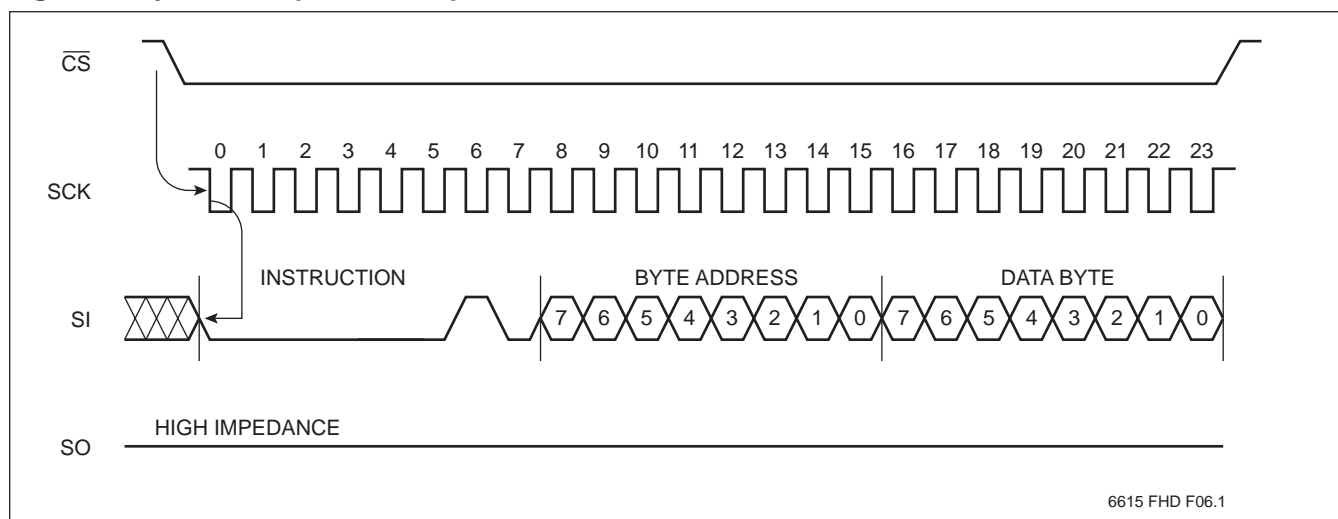 CS
0 1 2 3 4 5 6 7 8 9 10 11 12 13 14 15 16 17 18 19 20 21 22 23
SCK
INSTRUCTION BYTE ADDRESS DATA BYTE
SI 7 6 5 4 3 2 1 0 7 6 5 4 3 2 1 0
HIGH IMPEDANCE
SO
6615 FHD F06.1